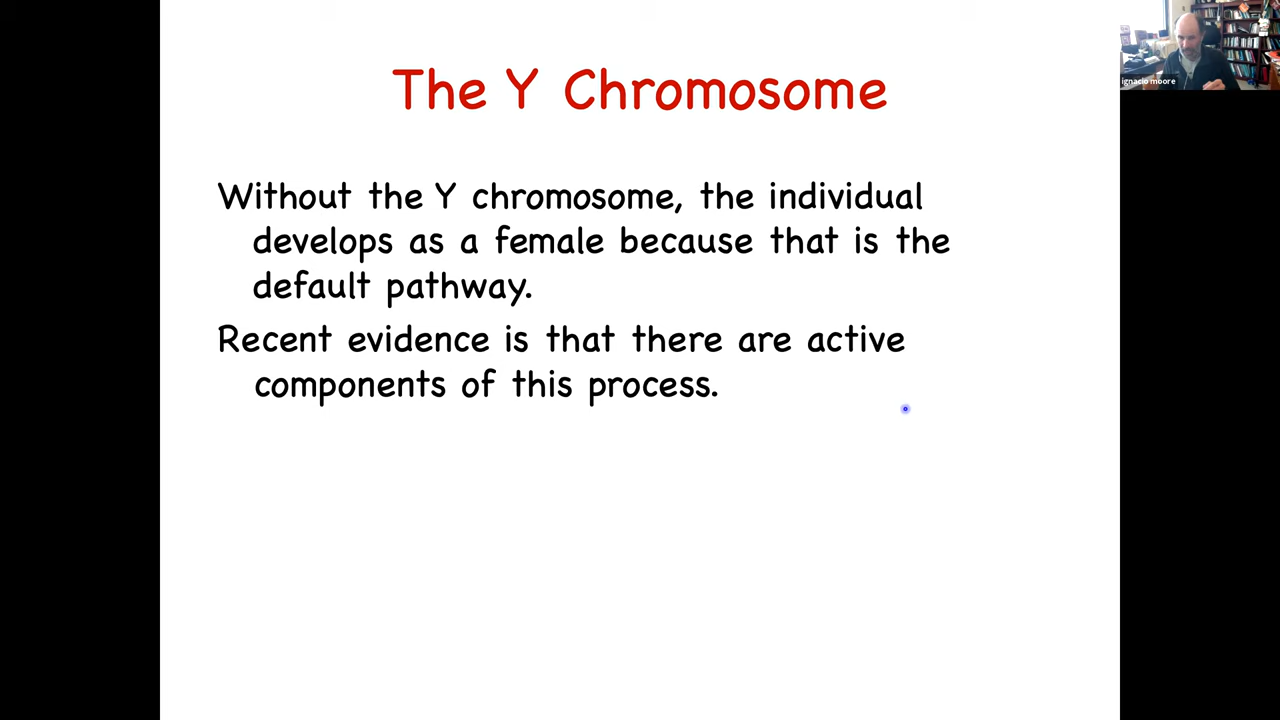 The Y Chromosome
Without the Y chromosome, the individual
develops as a female because that is the
default pathway.
Recent evidence is that there are active
components of this process.
ignacio moore